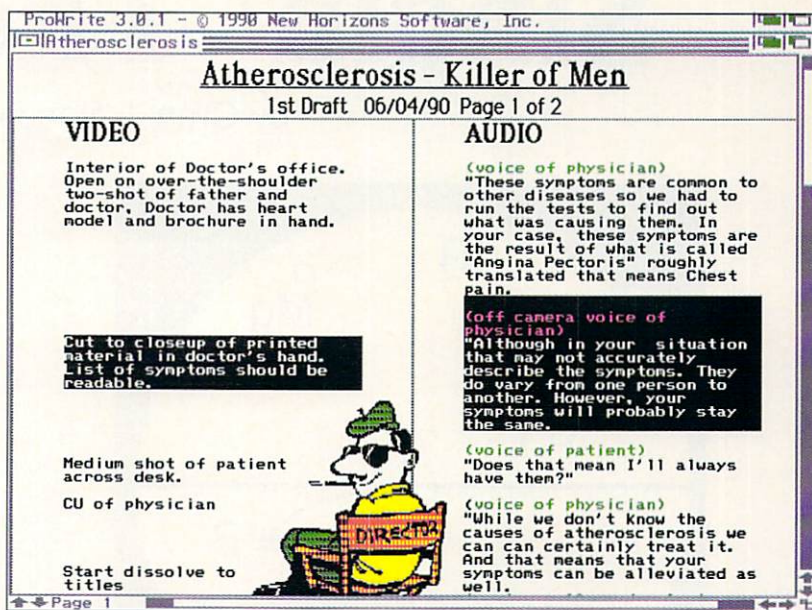 ProWrite 3.0.1 - © 1990 New Horizons Software, Inc.
Atherosclerosis
Atherosclerosis - Killer of Men
1st Draft 06/04/90 Page 1 of 2
VIDEO
Interior of Doctor's office.
Open on over-the-shoulder
two-shot of father and
doctor, Doctor has heart
model and brochure in hand.
Cut to closeup of printed
material in doctor's hand.
List of symptoms should be
readable.
Medium shot of patient
across desk.
CU of physician
Start dissolve to
titles
DIRECTOR
AUDIO
(voice of physician)
"These symptoms are common to
other diseases so we had to
run the tests to find out
what was causing them. In
your case, these symptoms are
the result of what is called
"Angina Pectoris" roughly
translated that means Chest
pain.
(off camera voice of
physician)
"Although in your situation
that may not accurately
describe the symptoms. They
do vary from one person to
another. However, your
symptoms will probably stay
the same.
(voice of patient)
"Does that mean I'll always
have them?"
(voice of physician)
"While we don't know the
causes of atherosclerosis we
can can certainly treat it.
And that means that your
symptoms can be alleviated as
well.
Page 1